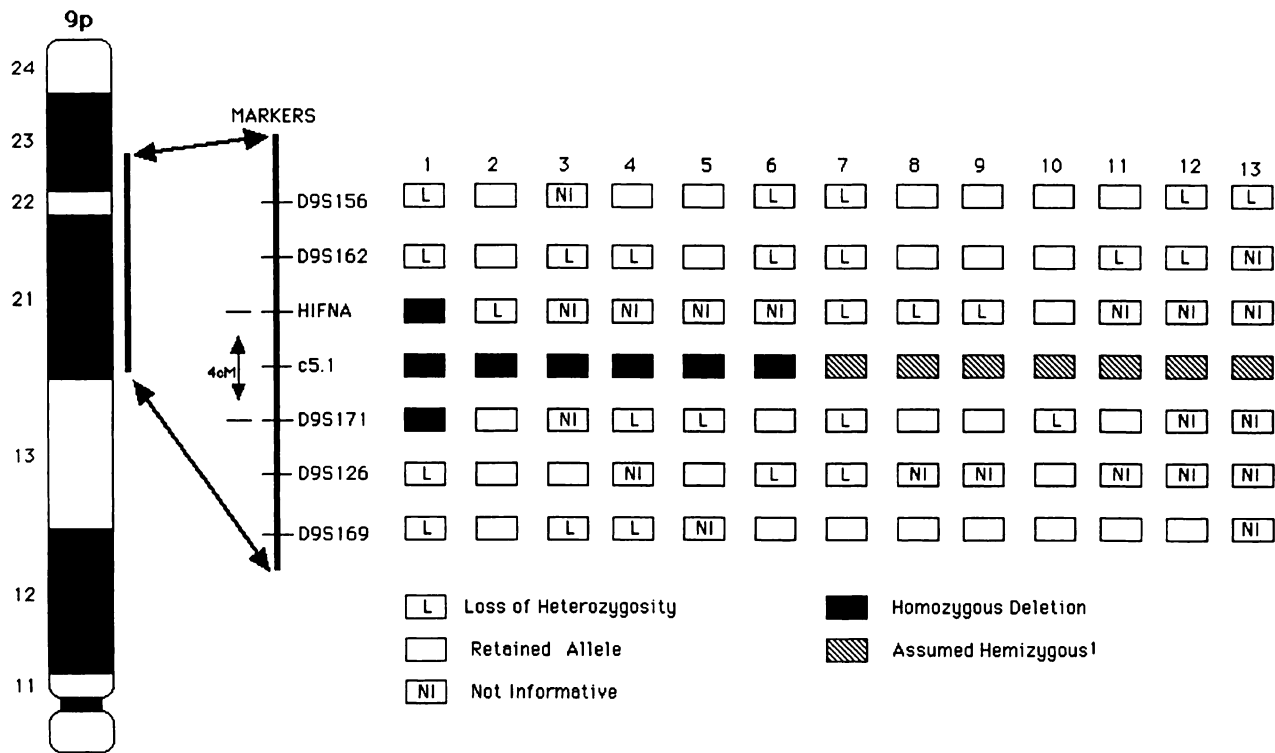 9p
24
23
22
21
13
12
11
MARKERS
4cM
1 2 3 4 5 6 7 8 9 10 11 12 13
D9S156 L NI L L L L
D9S162 L L L L L L L NI
HIFNA L NI NI NI NI L L L NI NI NI
c5.1
D9S171 NI L L L L NI NI
D9S126 L NI L L NI NI NI NI NI
D9S169 L L L NI NI
L Loss of Heterozygosity
Retained Allele
NI Not Informative
Homozygous Deletion
Assumed Hemizygous1